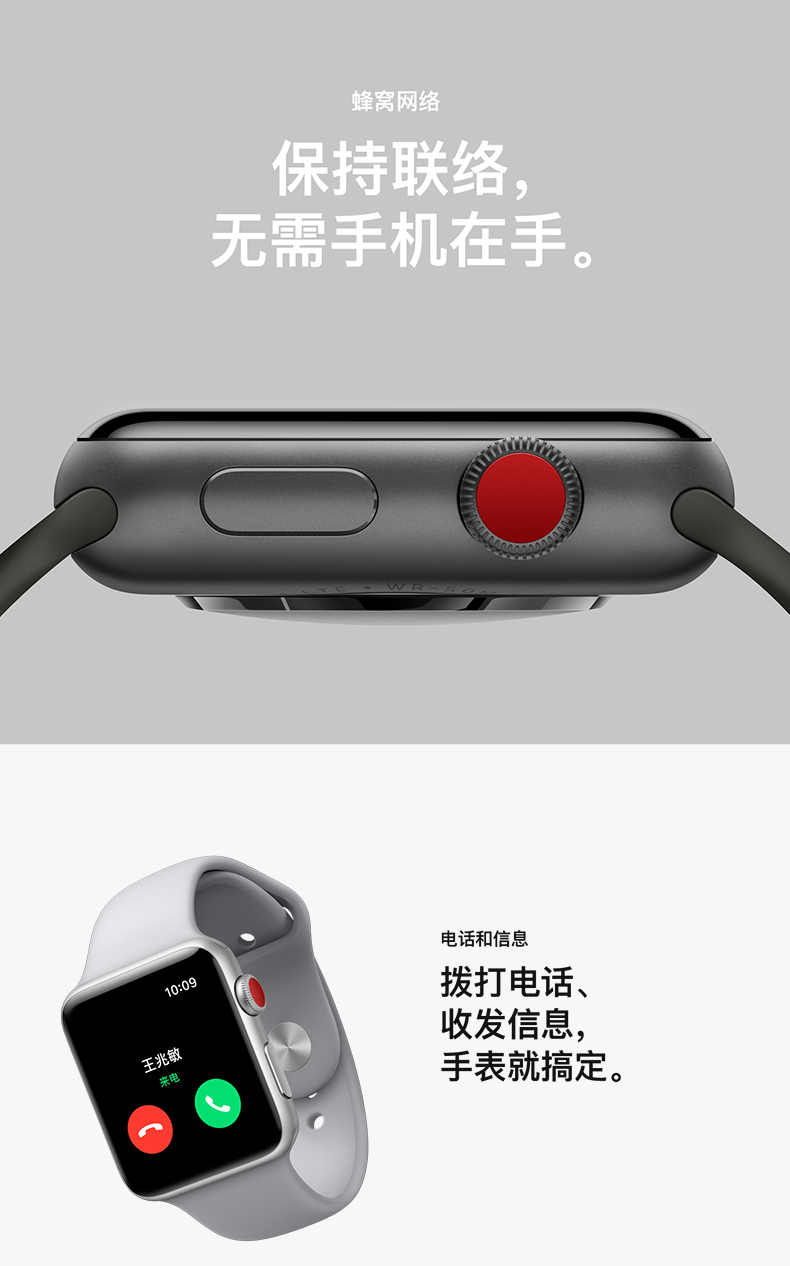 蜂窝网络
保持联络，
无需手机在手。
LTE • WR-50M
10:09
王兆敏
来电
电话和信息
拨打电话、
收发信息，
手表就搞定。